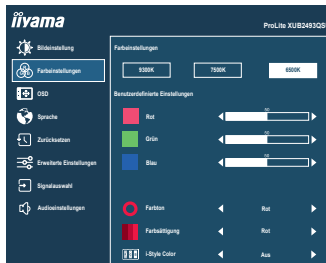 iiyama
ProLite XUB2493QS
Bildeinstellung
Farbeinstellungen
OSD
Sprache
Zurücksetzen
Erweiterte Einstellungen
Signalauswahl
Audioeinstellungen
Farbeinstellungen
9300K 7500K 6500K
Benutzerdefinierte Einstellungen
50
Rot
50
Grün
50
Blau
Farbton Rot
Farbsättigung Rot
i-Style Color Aus